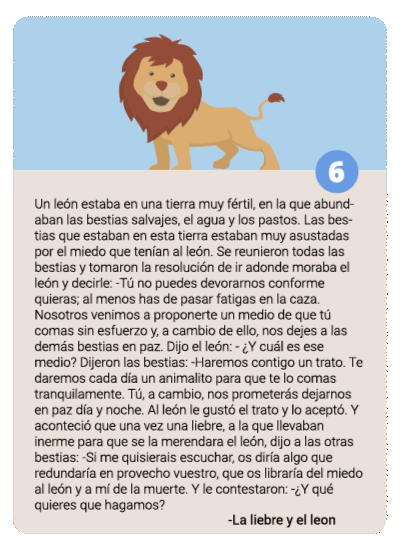 6
Un león estaba en una tierra muy fértil, en la que abund-
aban las bestias salvajes, el agua y los pastos. Las bes-
tias que estaban en esta tierra estaban muy asustadas
por el miedo que tenían al león. Se reunieron todas las
bestias y tomaron la resolución de ir adonde moraba el
león y decirle: -Tú no puedes devorarnos conforme
quieras; al menos has de pasar fatigas en la caza.
Nosotros venimos a proponerte un medio de que tú
comas sin esfuerzo y, a cambio de ello, nos dejes a las
demás bestias en paz. Dijo el león: - ¿Y cuál es ese
medio? Dijeron las bestias: -Haremos contigo un trato. Te
daremos cada día un animalito para que te lo comas
tranquilamente. Tú, a cambio, nos prometerás dejarnos
en paz día y noche. Al león le gustó el trato y lo aceptó. Y
aconteció que una vez una liebre, a la que llevaban
inerme para que se la merendara el león, dijo a las otras
bestias: -Si me quisierais escuchar, os diría algo que
redundaría en provecho vuestro, que os libraría del miedo
al león y a mí de la muerte. Y le contestaron: -¿Y qué
quieres que hagamos?
-La liebre y el leon